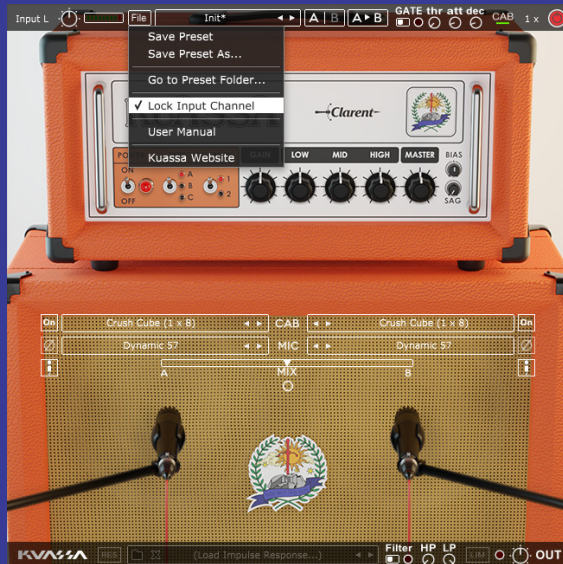 Input L File Init* A B A B GATE thr att dec CAB 1 x
Save Preset
Save Preset As...
Go to Preset Folder...
✓ Lock Input Channel
User Manual
Kuassa Website
Clarent
GAIN LOW MID HIGH MASTER BIAS
ON A 1
B
OFF C 2
SAG
On Crush Cube (1 x 8) CAB Crush Cube (1 x 8) On
Ø Dynamic 57 MIC Dynamic 57 Ø
A MIX B
KVASSA RES (Load Impulse Response...) Filter HP LP LIM OUT